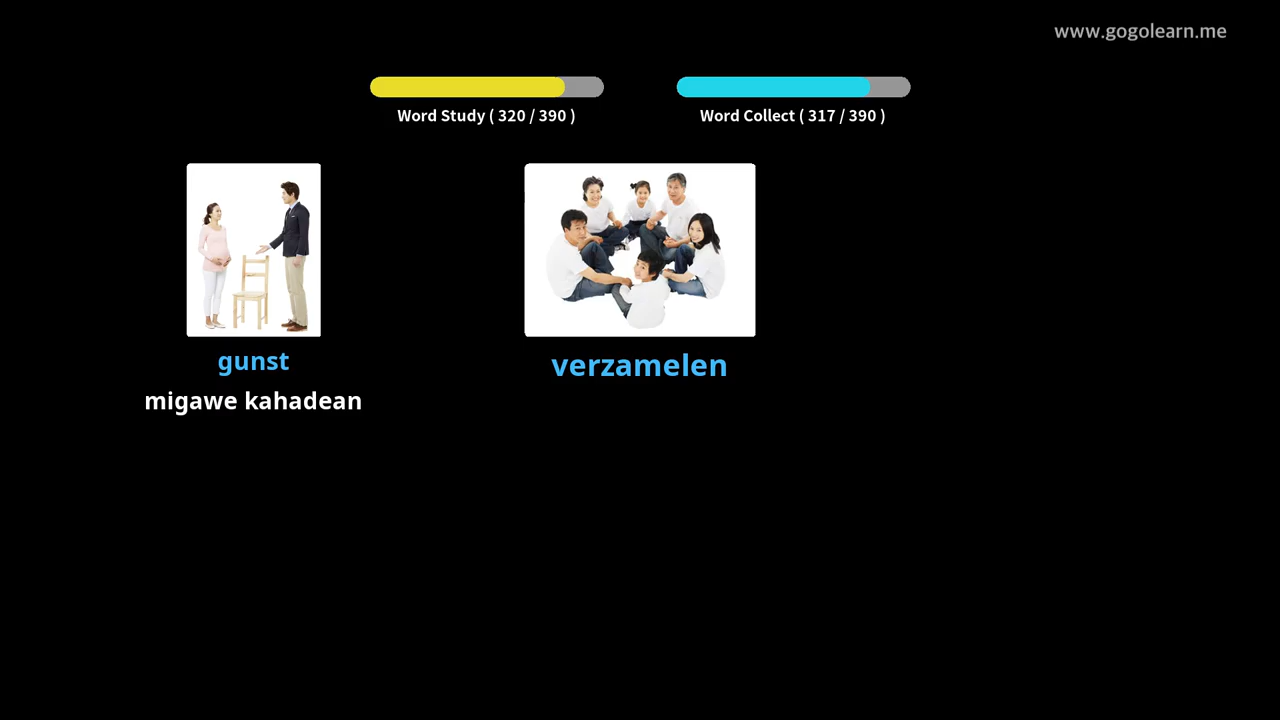 www.gogolearn.me
Word Study ( 320 / 390 )
Word Collect ( 317 / 390 )
gunst
migawe kahadean
verzamelen